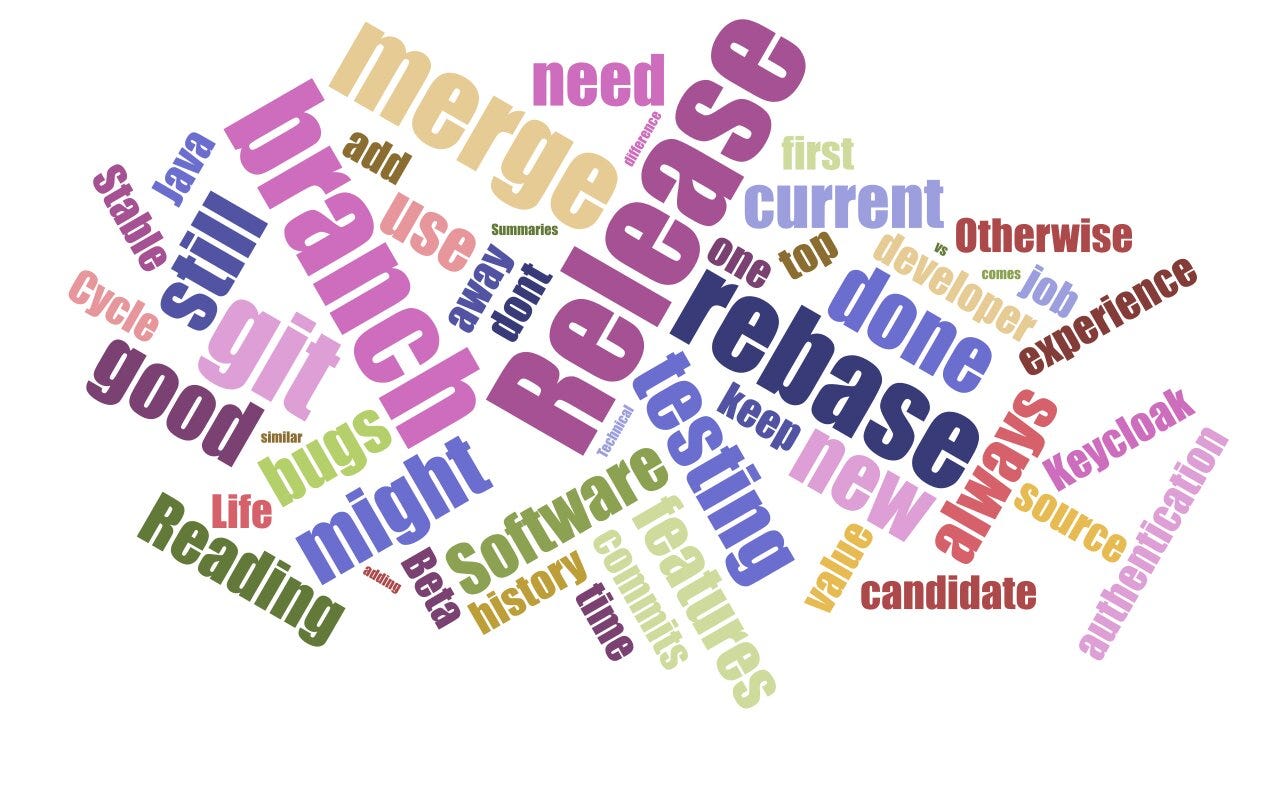 merge
need
Release
branch
difference
add
Java
first
Stable
current
use
still
Summaries
Otherwise
one
top
vs
developer
away
dont
comes
job
experience
Cycle
git
rebase
done
good
testing
keep
always
Keycloak
similar
bugs
Technical
new
might
Software
source
authentication
Life
Reading
features
value
candidate
adding
Beta
history
commits
time